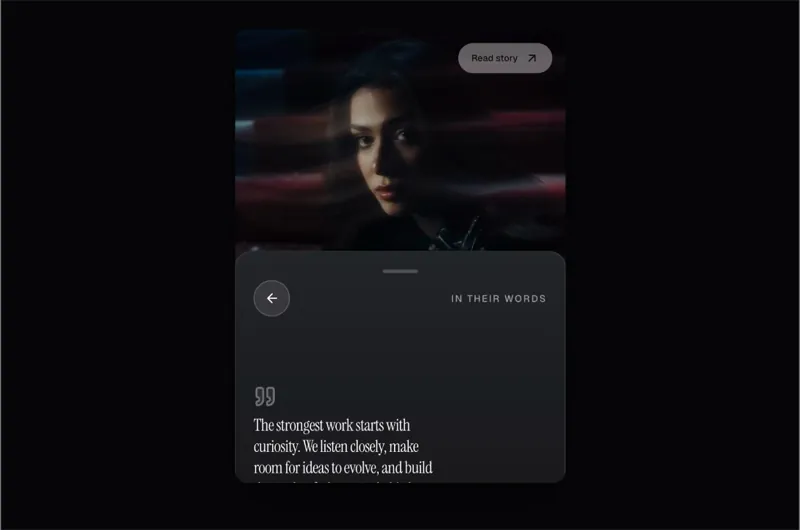 Read story
IN THEIR WORDS
The strongest work starts with
curiosity. We listen closely, make
room for ideas to evolve, and build